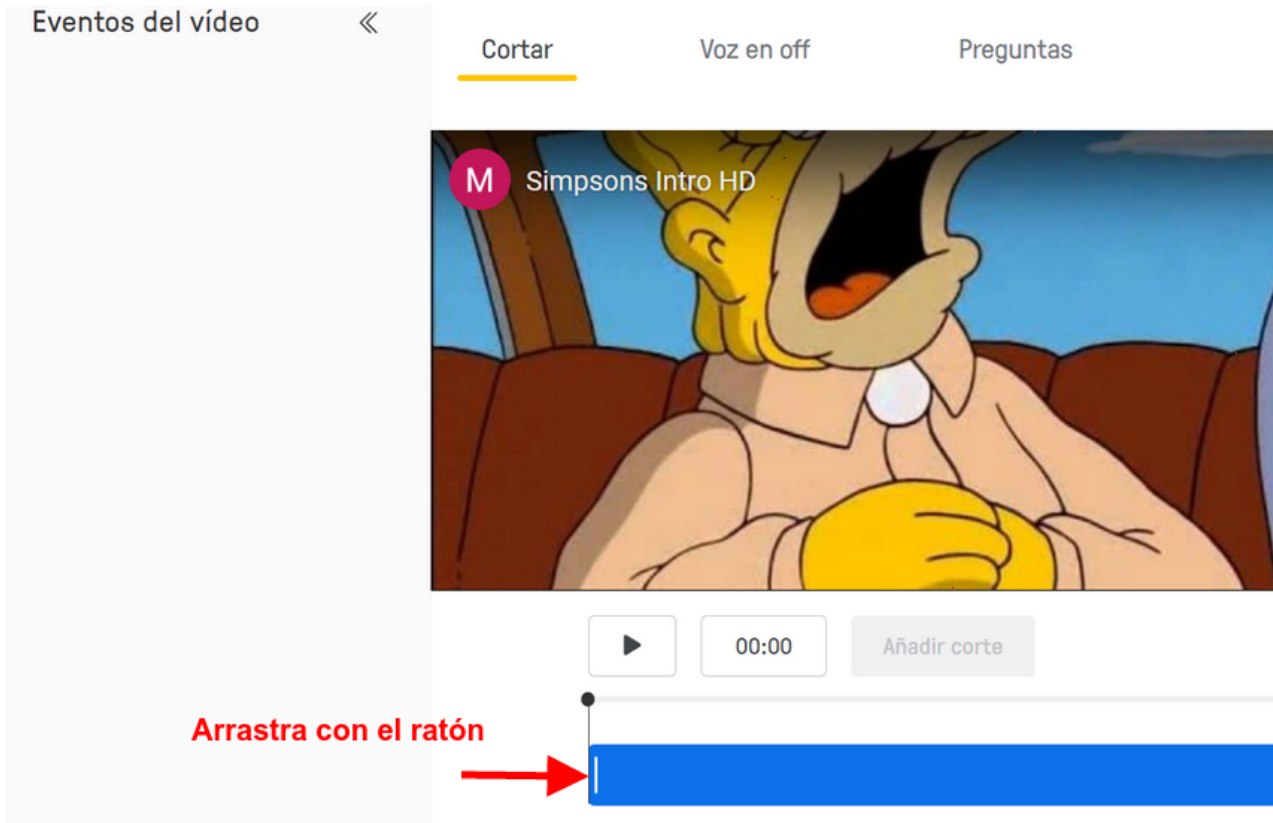 Eventos del vídeo
Cortar Voz en off Preguntas
M Simpsons Intro HD
00:00 Añadir corte
Arrastra con el ratón